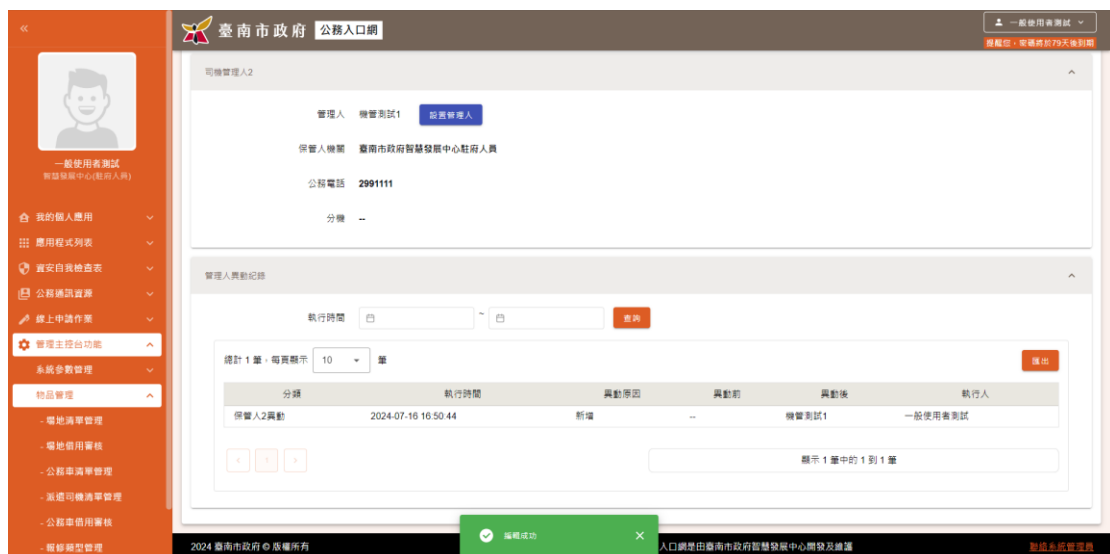 臺南市政府 公務入口網
一般使用者測試
提醒您，密碼將於79天後到期
一般使用者測試
智慧發展中心(駐府人員)
我的個人應用
應用程式列表
資安自我檢查表
公務通訊資源
線上申請作業
管理主控台功能
系統參數管理
物品管理
- 場地清單管理
- 場地借用審核
- 公務車清單管理
- 派遣司機清單管理
- 公務車借用審核
- 報修類型管理
司機管理人2
管理人 機管測試1 設置管理人
保管人機關 臺南市政府智慧發展中心駐府人員
公務電話 2991111
分機 --
管理人異動紀錄
執行時間 ~ 查詢
總計 1 筆，每頁顯示 10 筆 匯出
分類 執行時間 異動原因 異動前 異動後 執行人
保管人2異動 2024-07-16 16:50:44 新增 -- 機管測試1 一般使用者測試
‹ 1 ›
顯示 1 筆中的 1 到 1 筆
編輯成功
2024 臺南市政府 © 版權所有
入口網是由臺南市政府智慧發展中心開發及維護
聯絡系統管理員